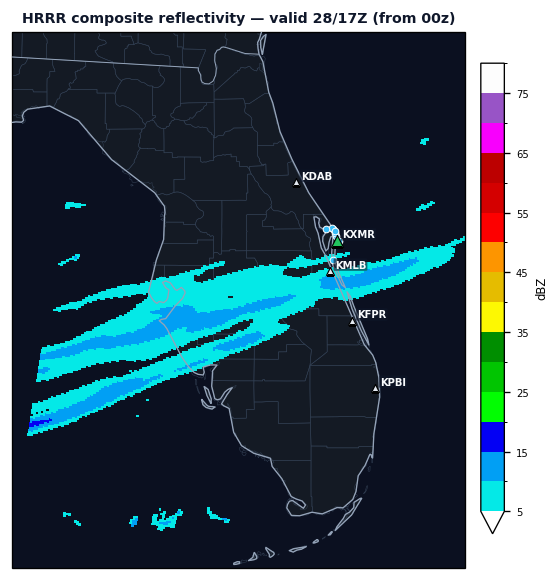 HRRR composite reflectivity — valid 28/17Z (from 00z)
KDAB
KXMR
KMLB
KFPR
KPBI
75
65
55
45
35
25
15
5
dBZ